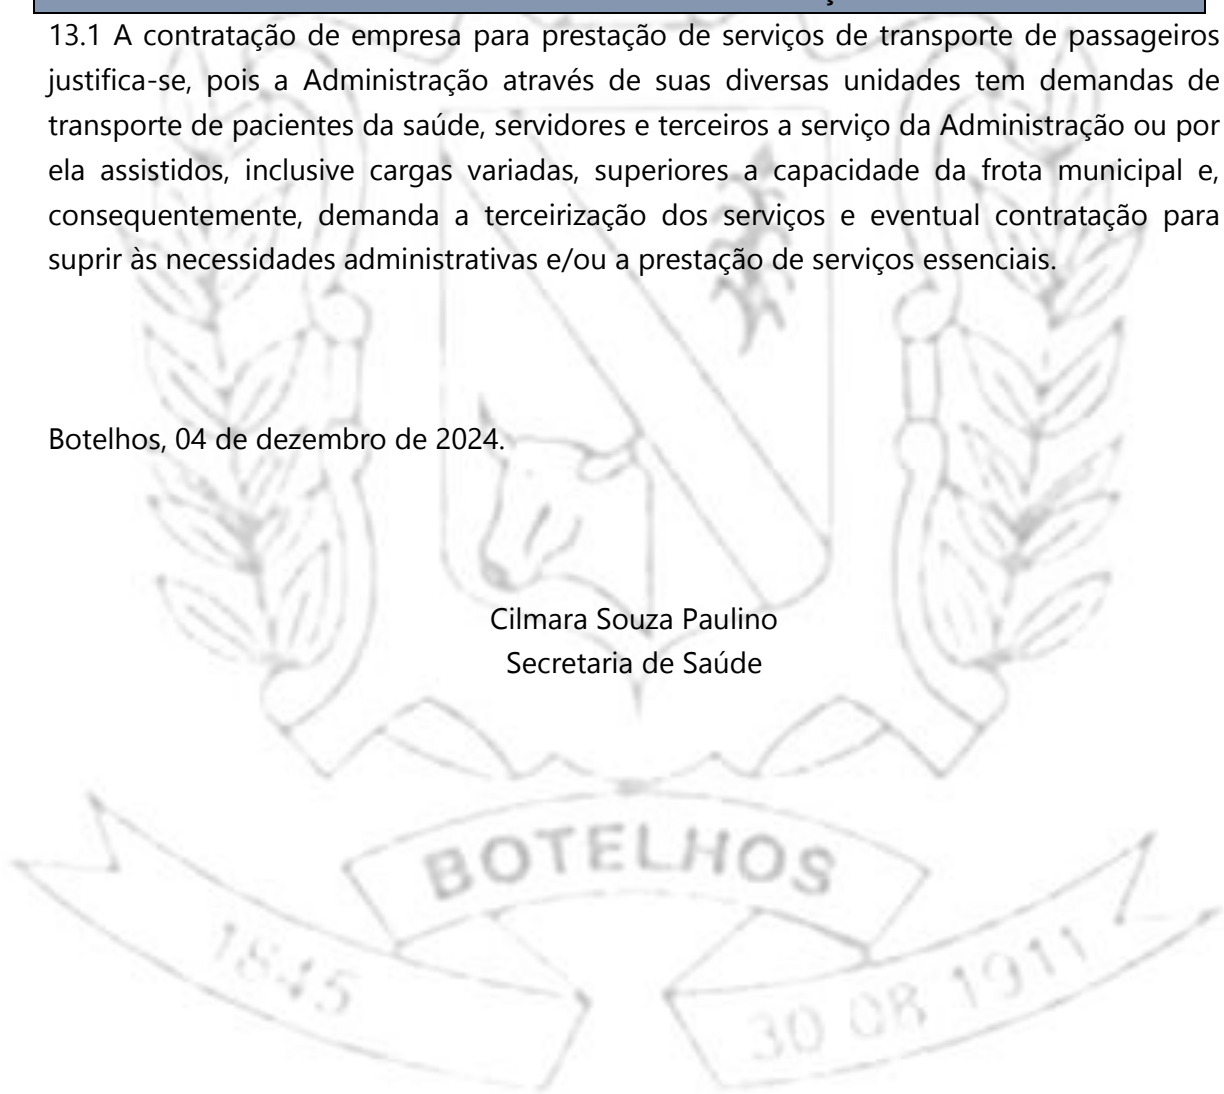 13.1 A contratação de empresa para prestação de serviços de transporte de passageiros
justifica-se, pois a Administração através de suas diversas unidades tem demandas de
transporte de pacientes da saúde, servidores e terceiros a serviço da Administração ou por
ela assistidos, inclusive cargas variadas, superiores a capacidade da frota municipal e,
consequentemente, demanda a terceirização dos serviços e eventual contratação para
suprir às necessidades administrativas e/ou a prestação de serviços essenciais.
Botelhos, 04 de dezembro de 2024.
Cilmara Souza Paulino
Secretaria de Saúde
BOTELHOS
1845
30 08 1911